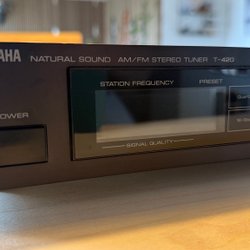 AHA NATURAL SOUND AM/FM STEREO TUNER T-420
STATION FREQUENCY PRESET
OWER
SIGNAL QUALITY